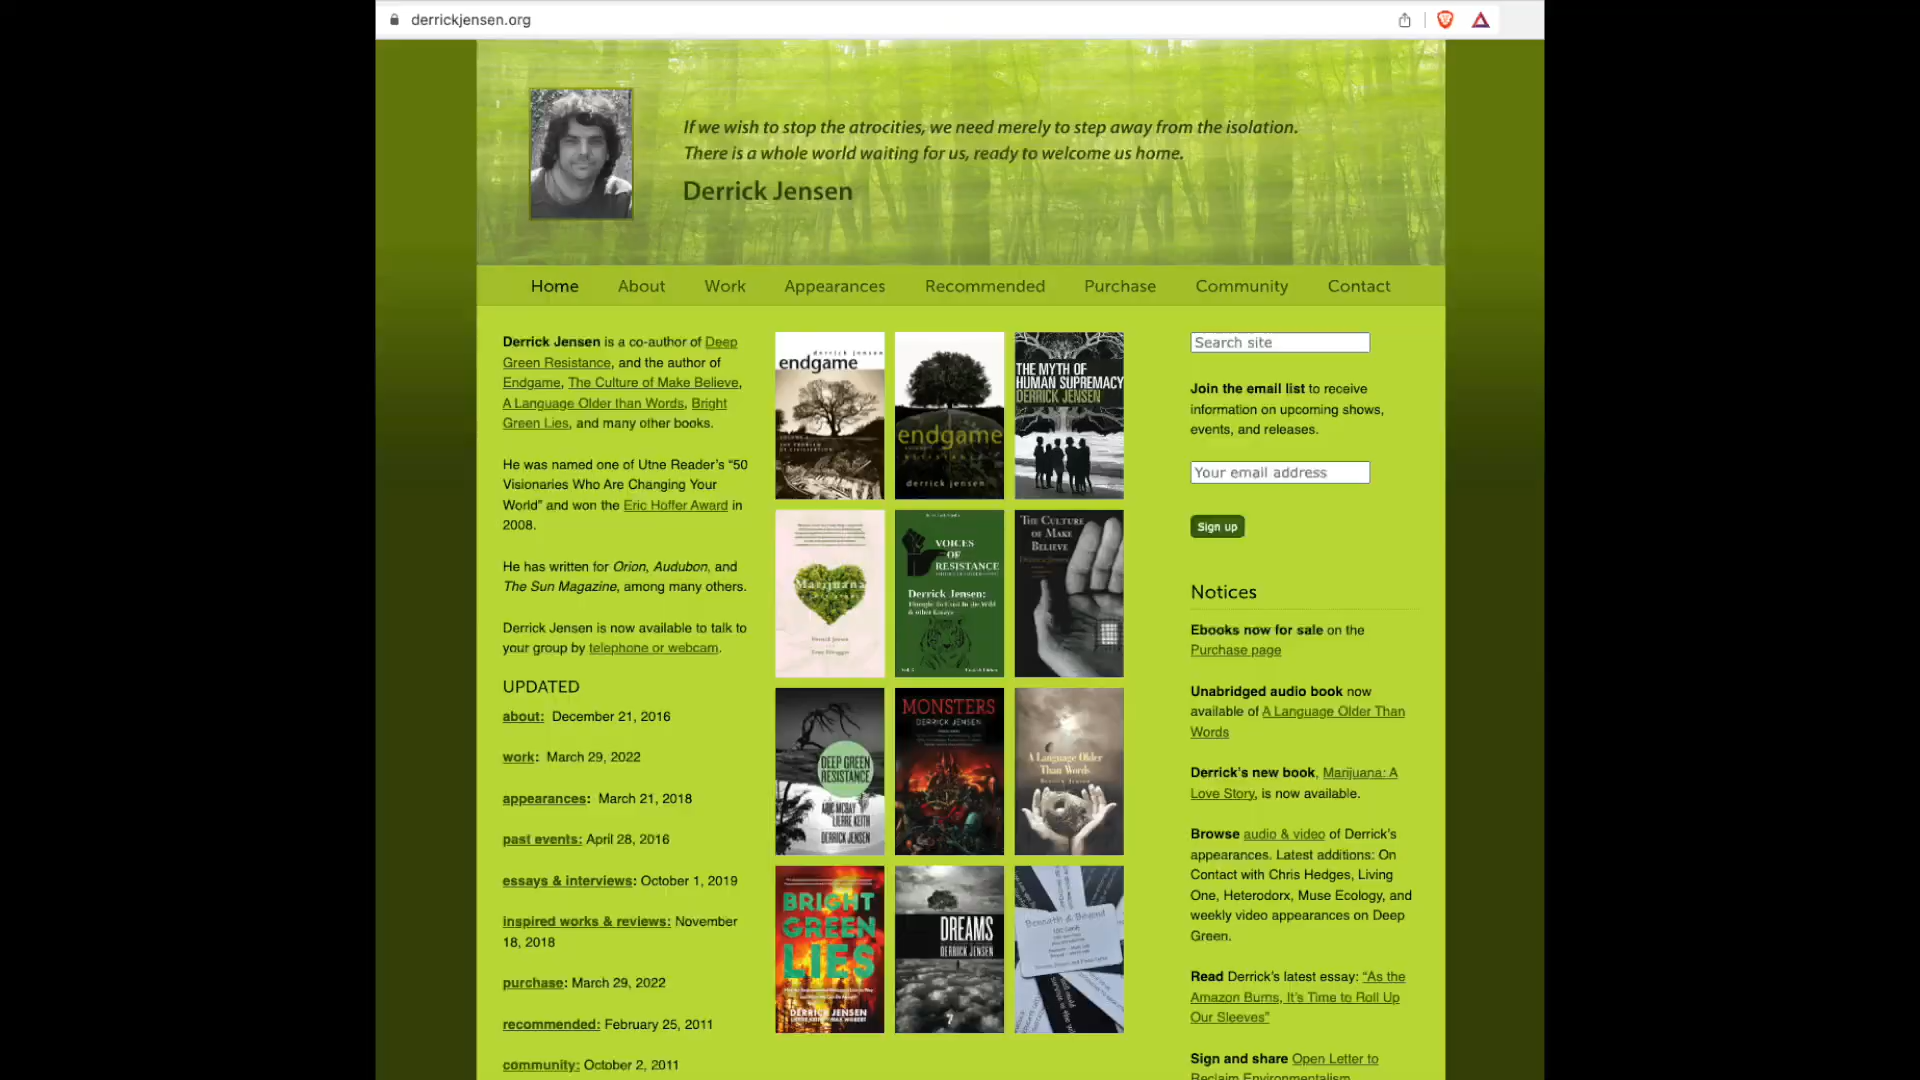 derrickjensen.org
If we wish to stop the atrocities, we need merely to step away from the isolation.
There is a whole world waiting for us, ready to welcome us home.
Derrick Jensen
Home About Work Appearances Recommended Purchase Community Contact
Derrick Jensen is a co-author of Deep
Green Resistance, and the author of
Endgame, The Culture of Make Believe,
A Language Older than Words, Bright
Green Lies, and many other books.
He was named one of Utne Reader's “50
Visionaries Who Are Changing Your
World” and won the Eric Hoffer Award in
2008.
He has written for Orion, Audubon, and
The Sun Magazine, among many others.
Derrick Jensen is now available to talk to
your group by telephone or webcam.
UPDATED
about: December 21, 2016
work: March 29, 2022
appearances: March 21, 2018
past events: April 28, 2016
essays & interviews: October 1, 2019
inspired works & reviews: November
18, 2018
purchase: March 29, 2022
recommended: February 25, 2011
community: October 2, 2011
derrick jensen
endgame
endgame
derrick jensen
THE MYTH OF
HUMAN SUPREMACY
DERRICK JENSEN
Marijuana
VOICES
OF
RESISTANCE
Derrick Jensen:
THE CULTURE
OF MAKE
BELIEVE
DEEP GREEN
RESISTANCE
ARIC MCBAY
LIERRE KEITH
DERRICK JENSEN
MONSTERS
DERRICK JENSEN
A Language Older
Than Words
BRIGHT
GREEN
LIES
DERRICK JENSEN
DREAMS
DERRICK JENSEN
Search site
Join the email list to receive
information on upcoming shows,
events, and releases.
Your email address
Sign up
Notices
Ebooks now for sale on the
Purchase page
Unabridged audio book now
available of A Language Older Than
Words
Derrick's new book, Marijuana: A
Love Story, is now available.
Browse audio & video of Derrick's
appearances. Latest additions: On
Contact with Chris Hedges, Living
One, Heterodorx, Muse Ecology, and
weekly video appearances on Deep
Green.
Read Derrick's latest essay: “As the
Amazon Burns, It's Time to Roll Up
Our Sleeves”
Sign and share Open Letter to
Reclaim Environmentalism